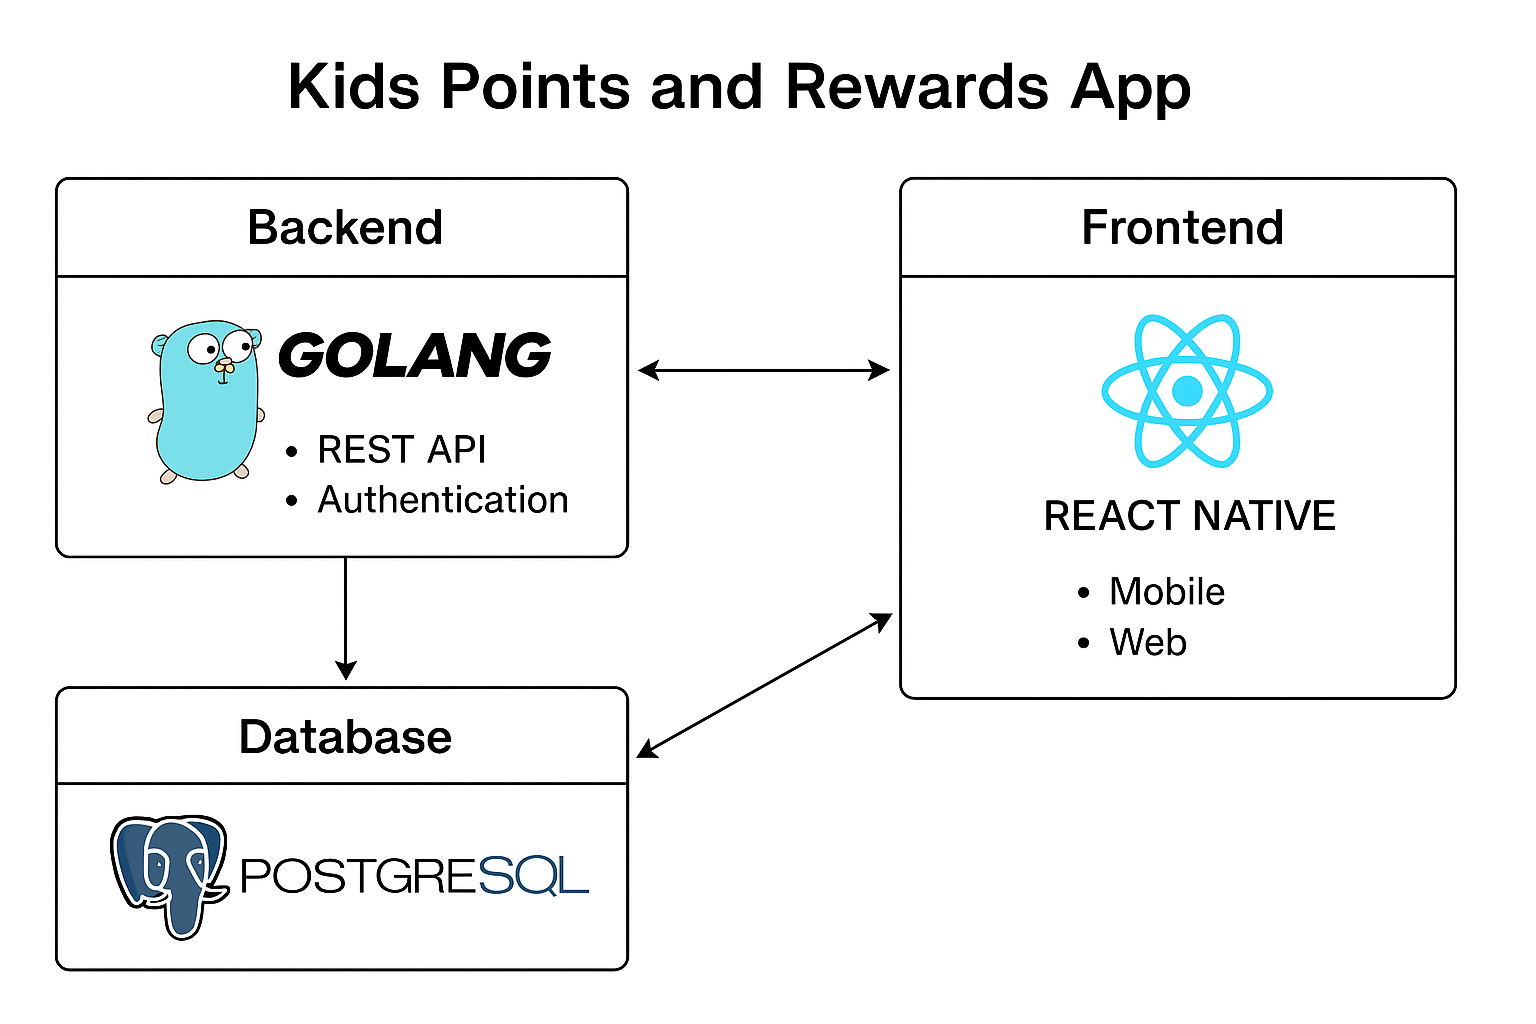 Kids Points and Rewards App
Backend
GOLANG
• REST API
• Authentication
Frontend
REACT NATIVE
• Mobile
• Web
Database
POSTGRESQL